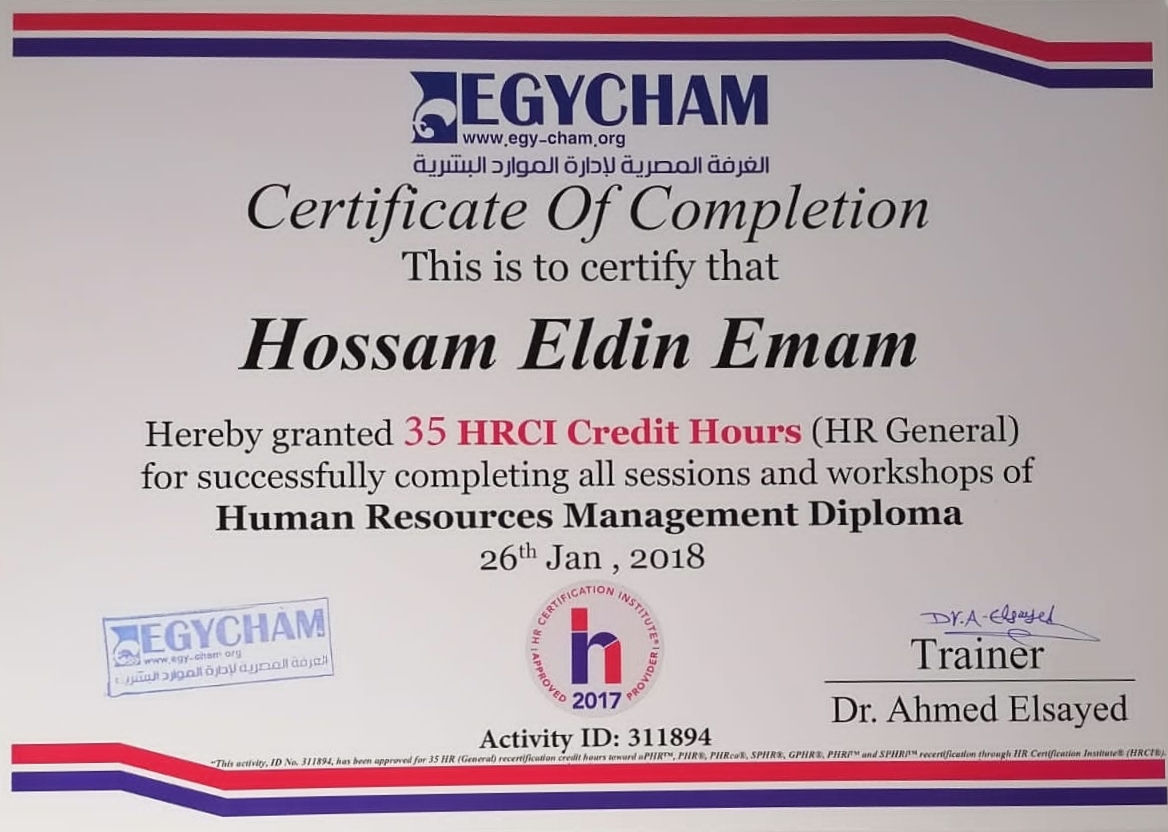 EGYCHAM
www.egy-cham.org
الغرفة المصرية لإدارة الموارد البشرية
Certificate Of Completion
This is to certify that
Hossam Eldin Emam
Hereby granted 35 HRCI Credit Hours (HR General)
for successfully completing all sessions and workshops of
Human Resources Management Diploma
26th Jan , 2018
EGYCHAM
www.egy-cham.org
الغرفة المصرية لإدارة الموارد البشرية
HR CERTIFICATION INSTITUTE®
APPROVED PROVIDER
hr
2017
Dr.A-Elsayed
Trainer
Dr. Ahmed Elsayed
Activity ID: 311894
"This activity, ID No. 311894, has been approved for 35 HR (General) recertification credit hours toward aPHR™, PHR®, PHRca®, SPHR®, GPHR®, PHRi™ and SPHRi™ recertification through HR Certification Institute® (HRCI®).